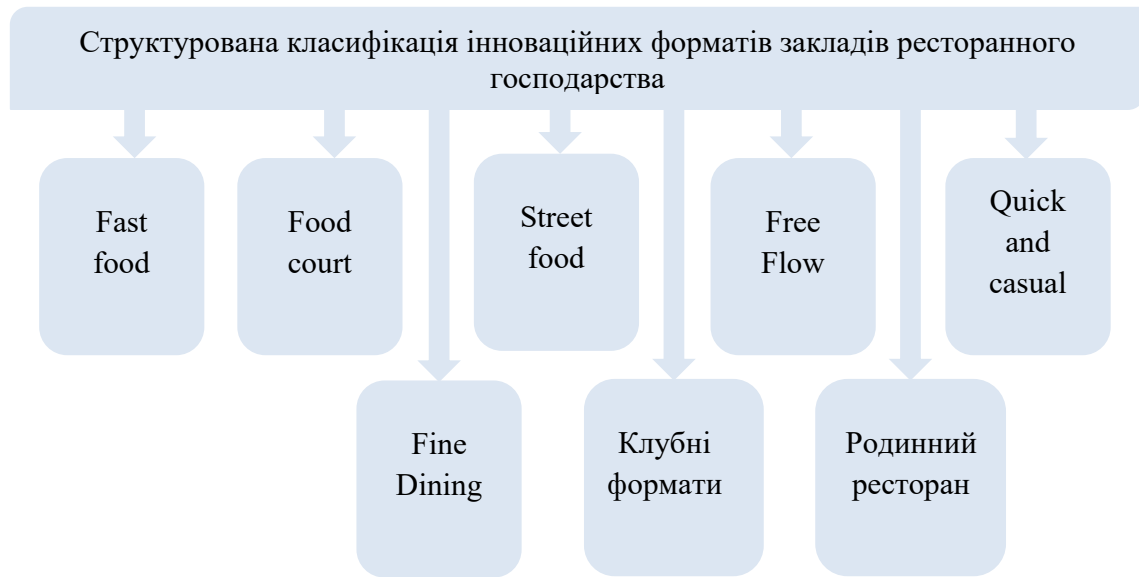 Структурована класифікація інноваційних форматів закладів ресторанного
господарства
Fast
food
Food
court
Street
food
Free
Flow
Quick
and
casual
Fine
Dining
Клубні
формати
Родинний
ресторан